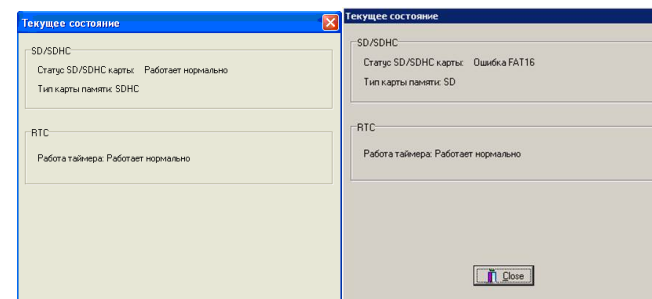 Текущее состояние
SD/SDHC
Статус SD/SDHC карты: Работает нормально
Тип карты памяти: SDHC
RTC
Работа таймера: Работает нормально
Текущее состояние
SD/SDHC
Статус SD/SDHC карты: Ошибка FAT16
Тип карты памяти: SD
RTC
Работа таймера: Работает нормально
Close